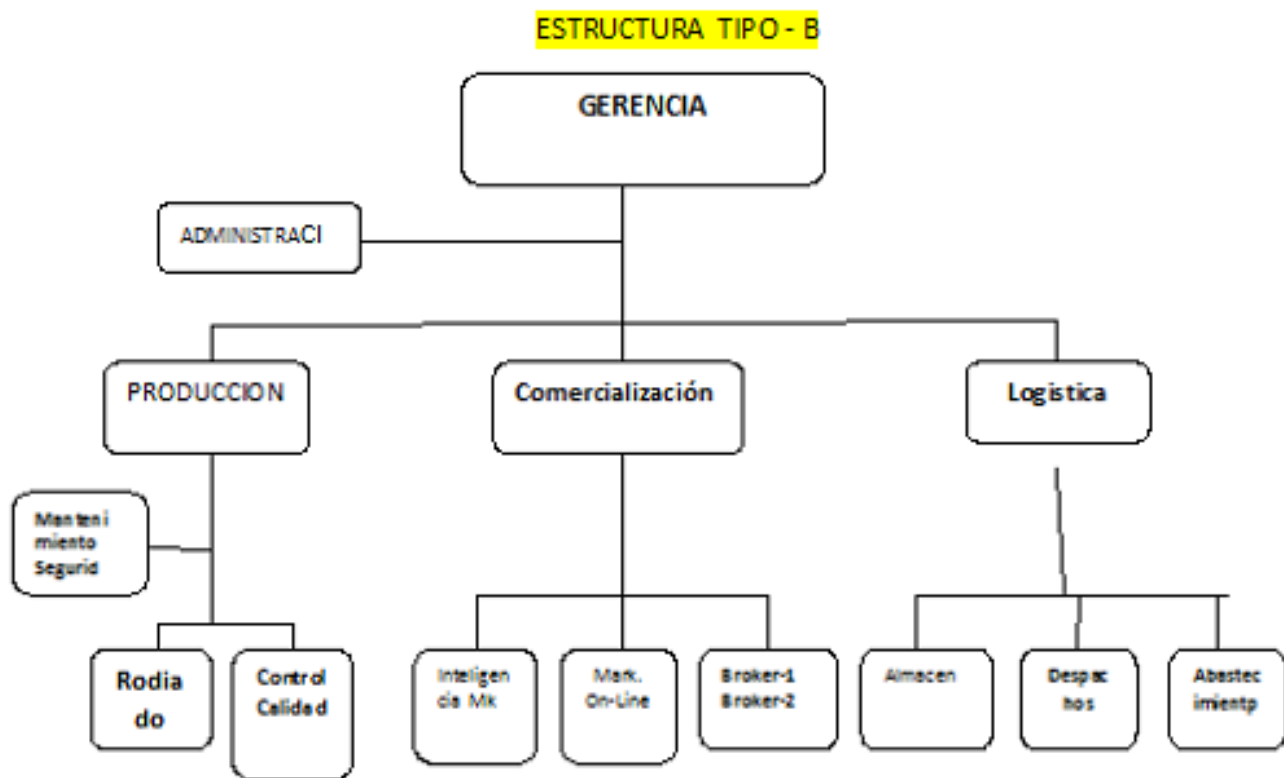 ESTRUCTURA TIPO - B
GERENCIA
ADMINISTRACI
PRODUCCION
Comercialización
Logistica
Manteni
miento
Segurid
Rodia
do
Control
Calidad
Inteligen
cia Mk
Mark.
On-Line
Broker-1
Broker-2
Almacen
Despac
hos
Abastec
imientp